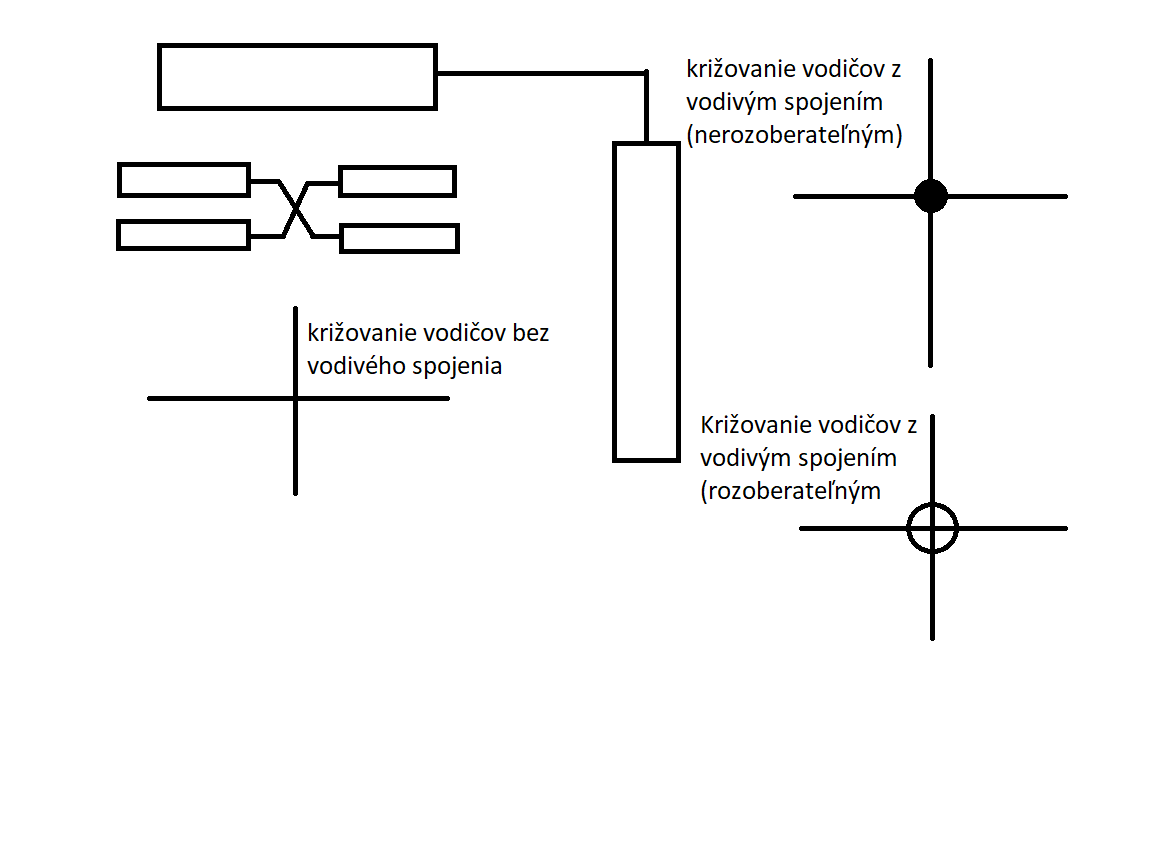 križovanie vodičov z
vodivým spojením
(nerozoberateľným)
križovanie vodičov bez
vodivého spojenia
Križovanie vodičov z
vodivým spojením
(rozoberateľným